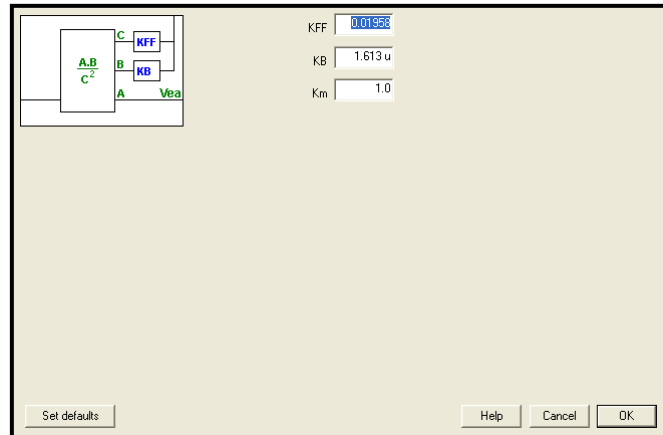 C KFF
A.B
C²
B KB
A Vea
KFF 0.01958
KB 1.613 u
Km 1.0
Set defaults Help Cancel OK